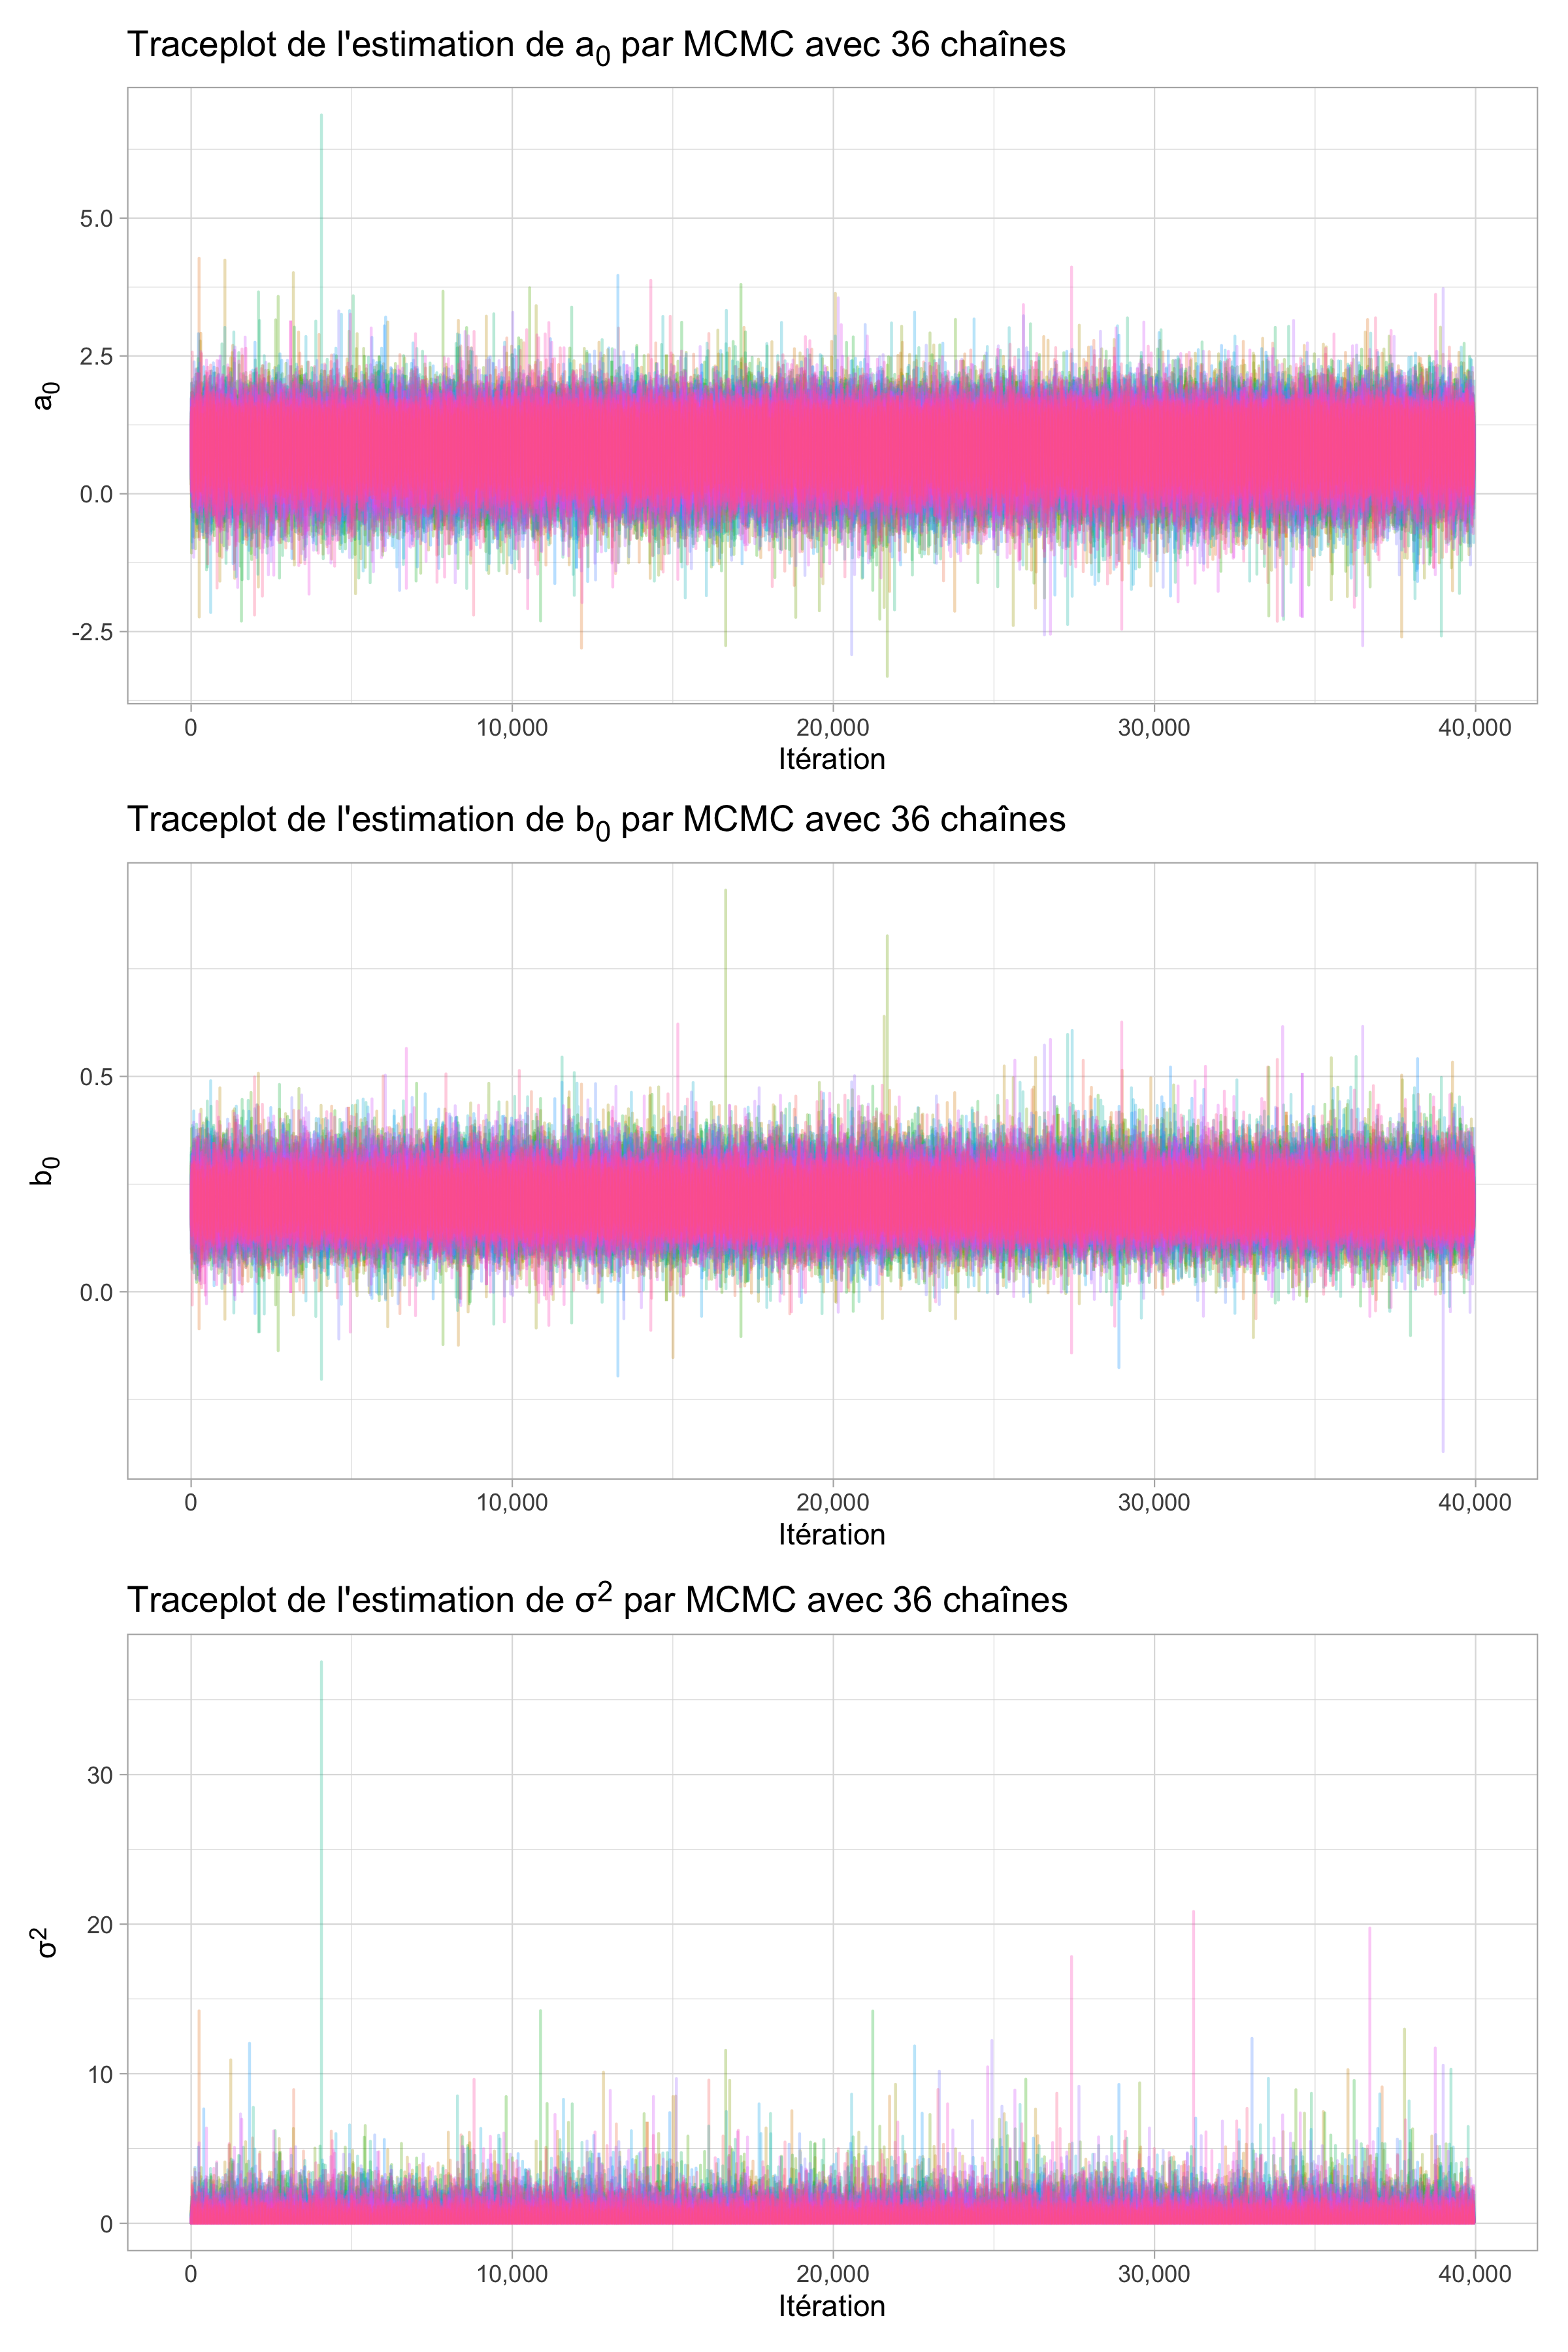 Traceplot de l'estimation de a₀ par MCMC avec 36 chaînes
5.0
2.5
0.0
-2.5
a₀
0 10,000 20,000 30,000 40,000
Itération
Traceplot de l'estimation de b₀ par MCMC avec 36 chaînes
0.5
0.0
b₀
0 10,000 20,000 30,000 40,000
Itération
Traceplot de l'estimation de σ² par MCMC avec 36 chaînes
30
20
10
0
σ²
0 10,000 20,000 30,000 40,000
Itération